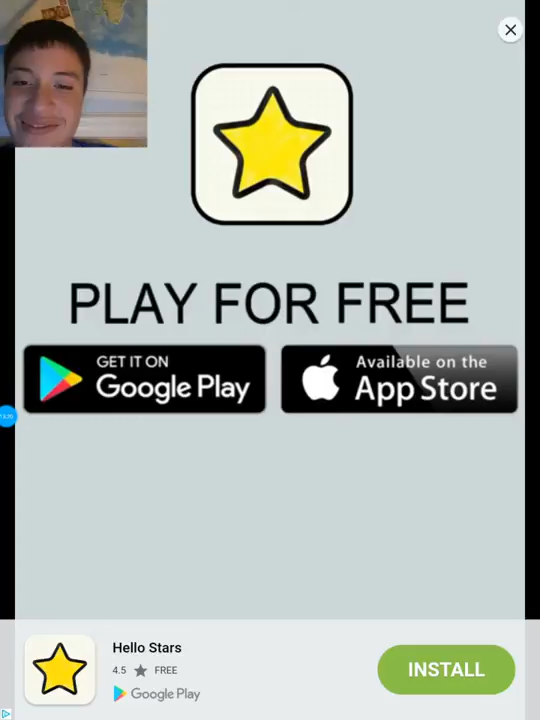 PLAY FOR FREE
GET IT ON
Google Play
Available on the
App Store
Hello Stars
4.5 FREE
Google Play
INSTALL